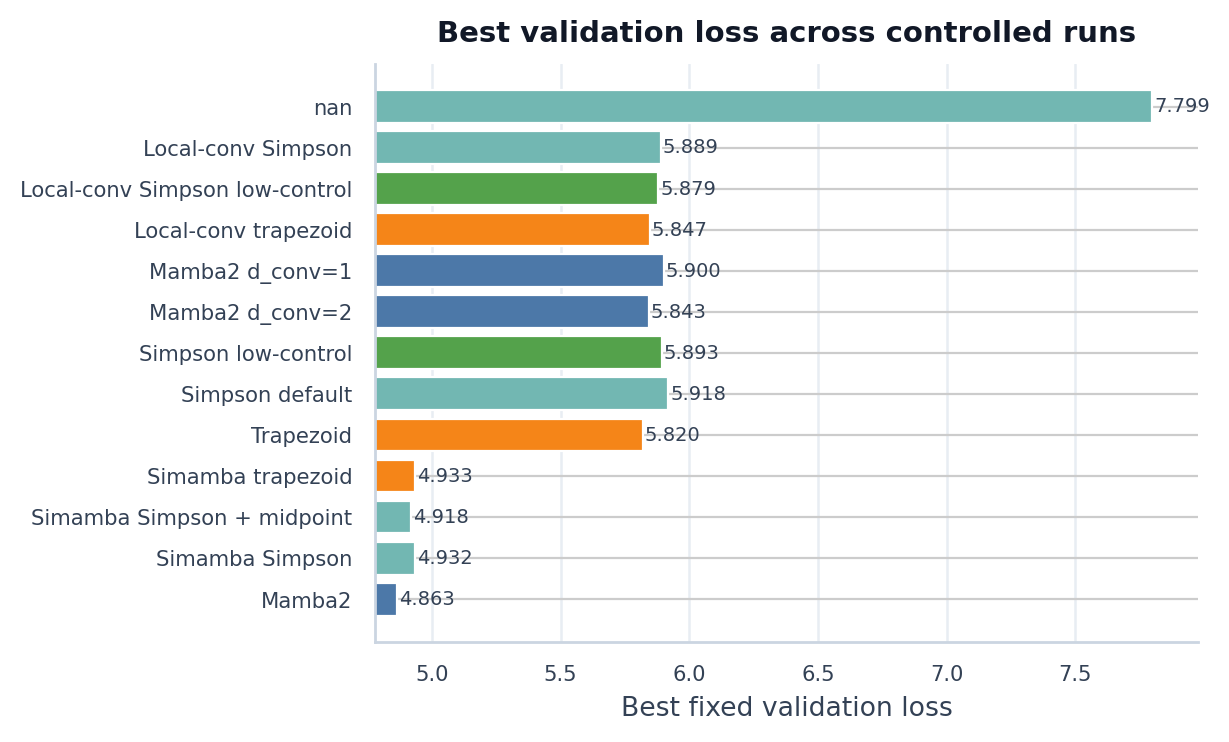 Best validation loss across controlled runs
nan 7.799
Local-conv Simpson 5.889
Local-conv Simpson low-control 5.879
Local-conv trapezoid 5.847
Mamba2 d_conv=1 5.900
Mamba2 d_conv=2 5.843
Simpson low-control 5.893
Simpson default 5.918
Trapezoid 5.820
Simamba trapezoid 4.933
Simamba Simpson + midpoint 4.918
Simamba Simpson 4.932
Mamba2 4.863
5.0 5.5 6.0 6.5 7.0 7.5
Best fixed validation loss